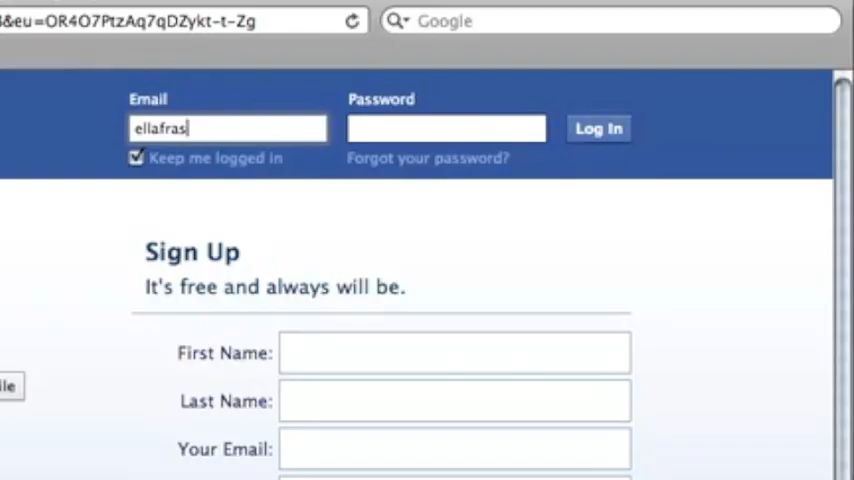 &eu=OR4O7PtzAq7qDZykt-t-Zg
Google
Email
Password
ellafras
Log In
Keep me logged in
Forgot your password?
Sign Up
It's free and always will be.
First Name:
ile
Last Name:
Your Email: